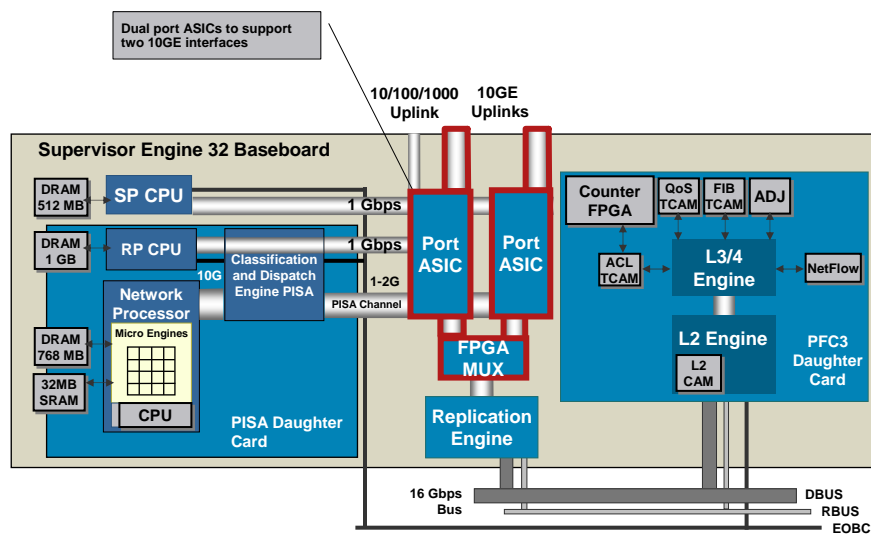 Dual port ASICs to support
two 10GE interfaces
10/100/1000
Uplink
10GE
Uplinks
Supervisor Engine 32 Baseboard
DRAM
512 MB
SP CPU
1 Gbps
DRAM
1 GB
RP CPU
1 Gbps
Classification
and Dispatch
Engine PISA
10G
1-2G
PISA Channel
Network
Processor
Micro Engines
DRAM
768 MB
32MB
SRAM
CPU
PISA Daughter
Card
Port
ASIC
Port
ASIC
FPGA
MUX
Replication
Engine
Counter
FPGA
QoS
TCAM
FIB
TCAM
ADJ
ACL
TCAM
L3/4
Engine
NetFlow
L2 Engine
L2
CAM
PFC3
Daughter
Card
16 Gbps
Bus
DBUS
RBUS
EOBC